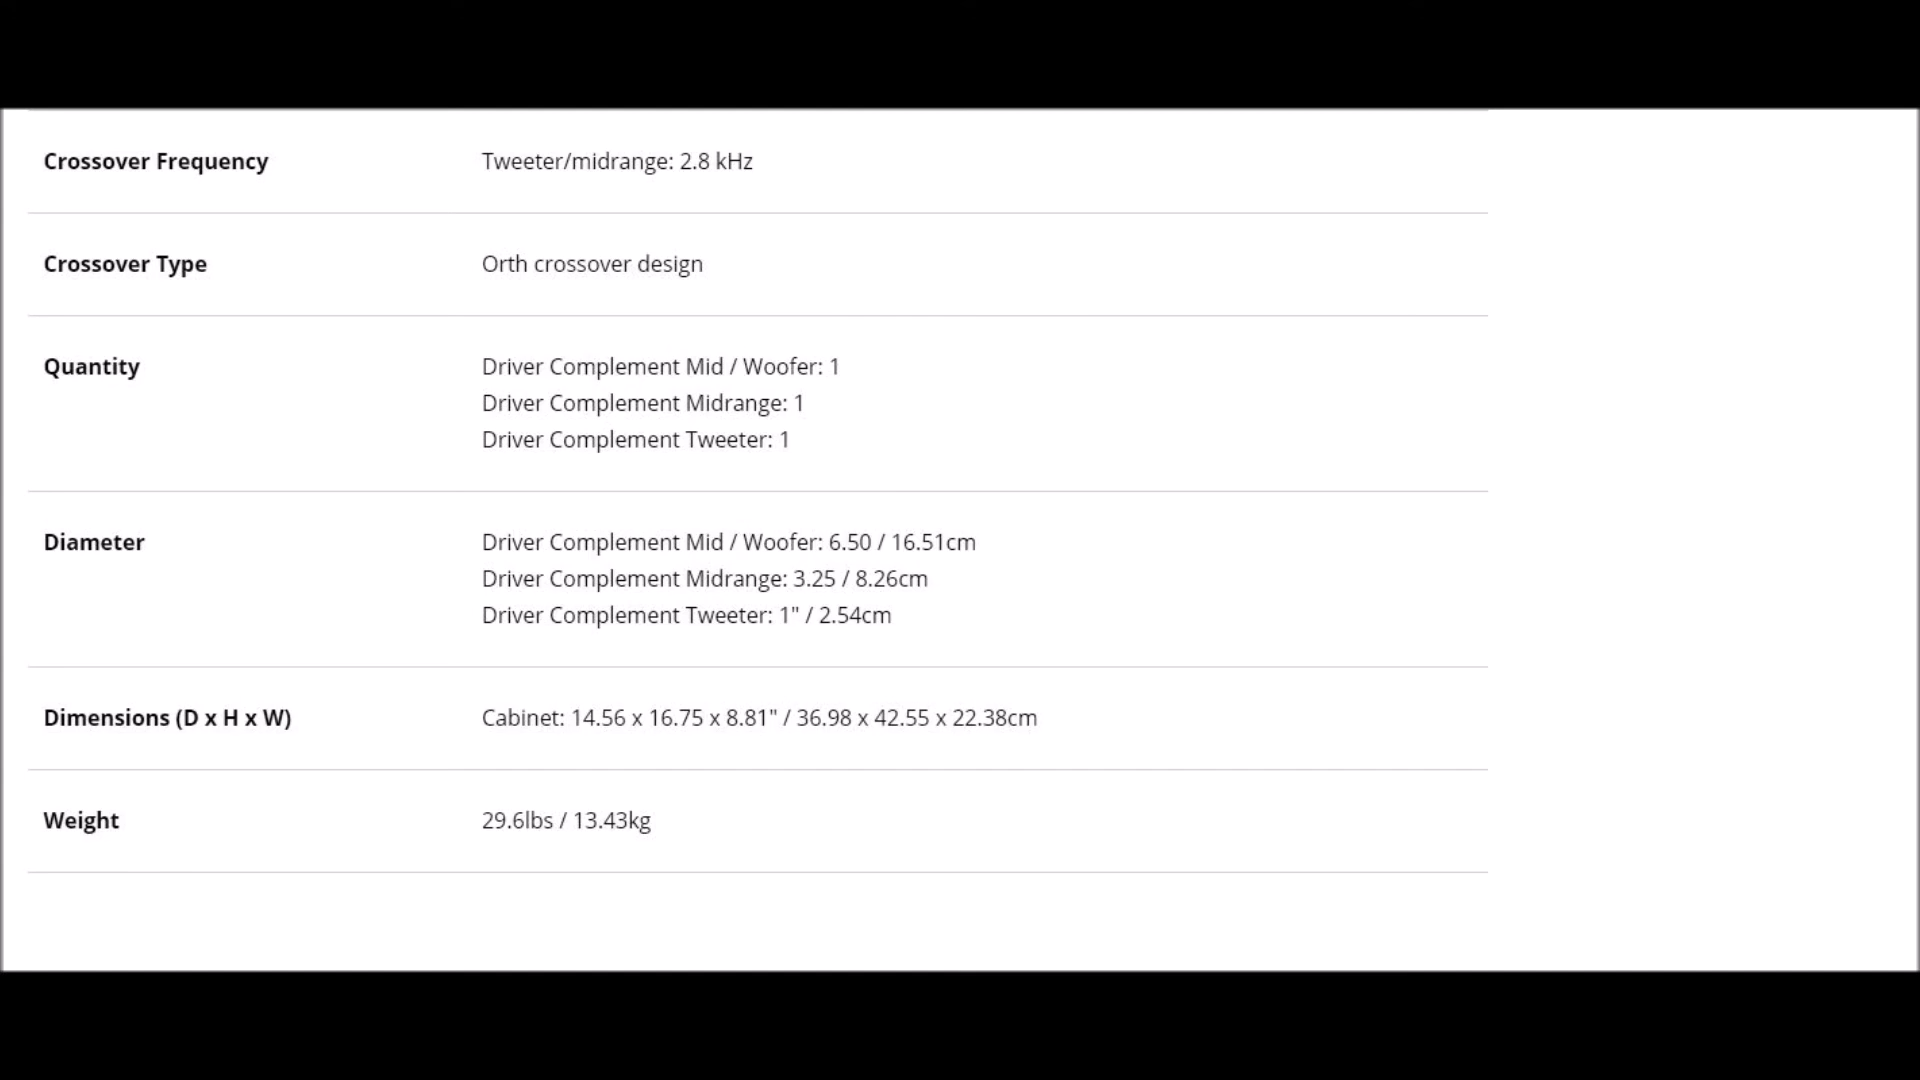 Crossover Frequency
Tweeter/midrange: 2.8 kHz
Crossover Type
Orth crossover design
Quantity
Driver Complement Mid / Woofer: 1
Driver Complement Midrange: 1
Driver Complement Tweeter: 1
Diameter
Driver Complement Mid / Woofer: 6.50 / 16.51cm
Driver Complement Midrange: 3.25 / 8.26cm
Driver Complement Tweeter: 1" / 2.54cm
Dimensions (D x H x W)
Cabinet: 14.56 x 16.75 x 8.81" / 36.98 x 42.55 x 22.38cm
Weight
29.6lbs / 13.43kg